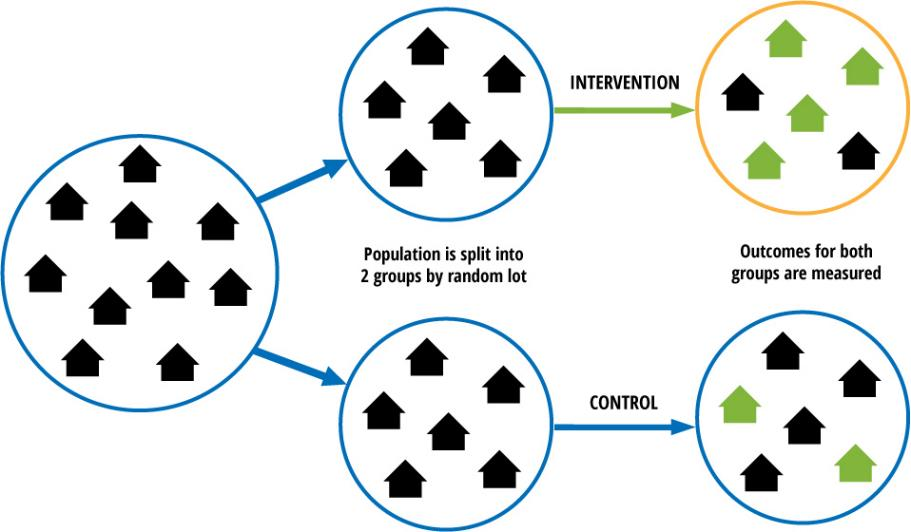 INTERVENTION
Population is split into
2 groups by random lot
Outcomes for both
groups are measured
CONTROL